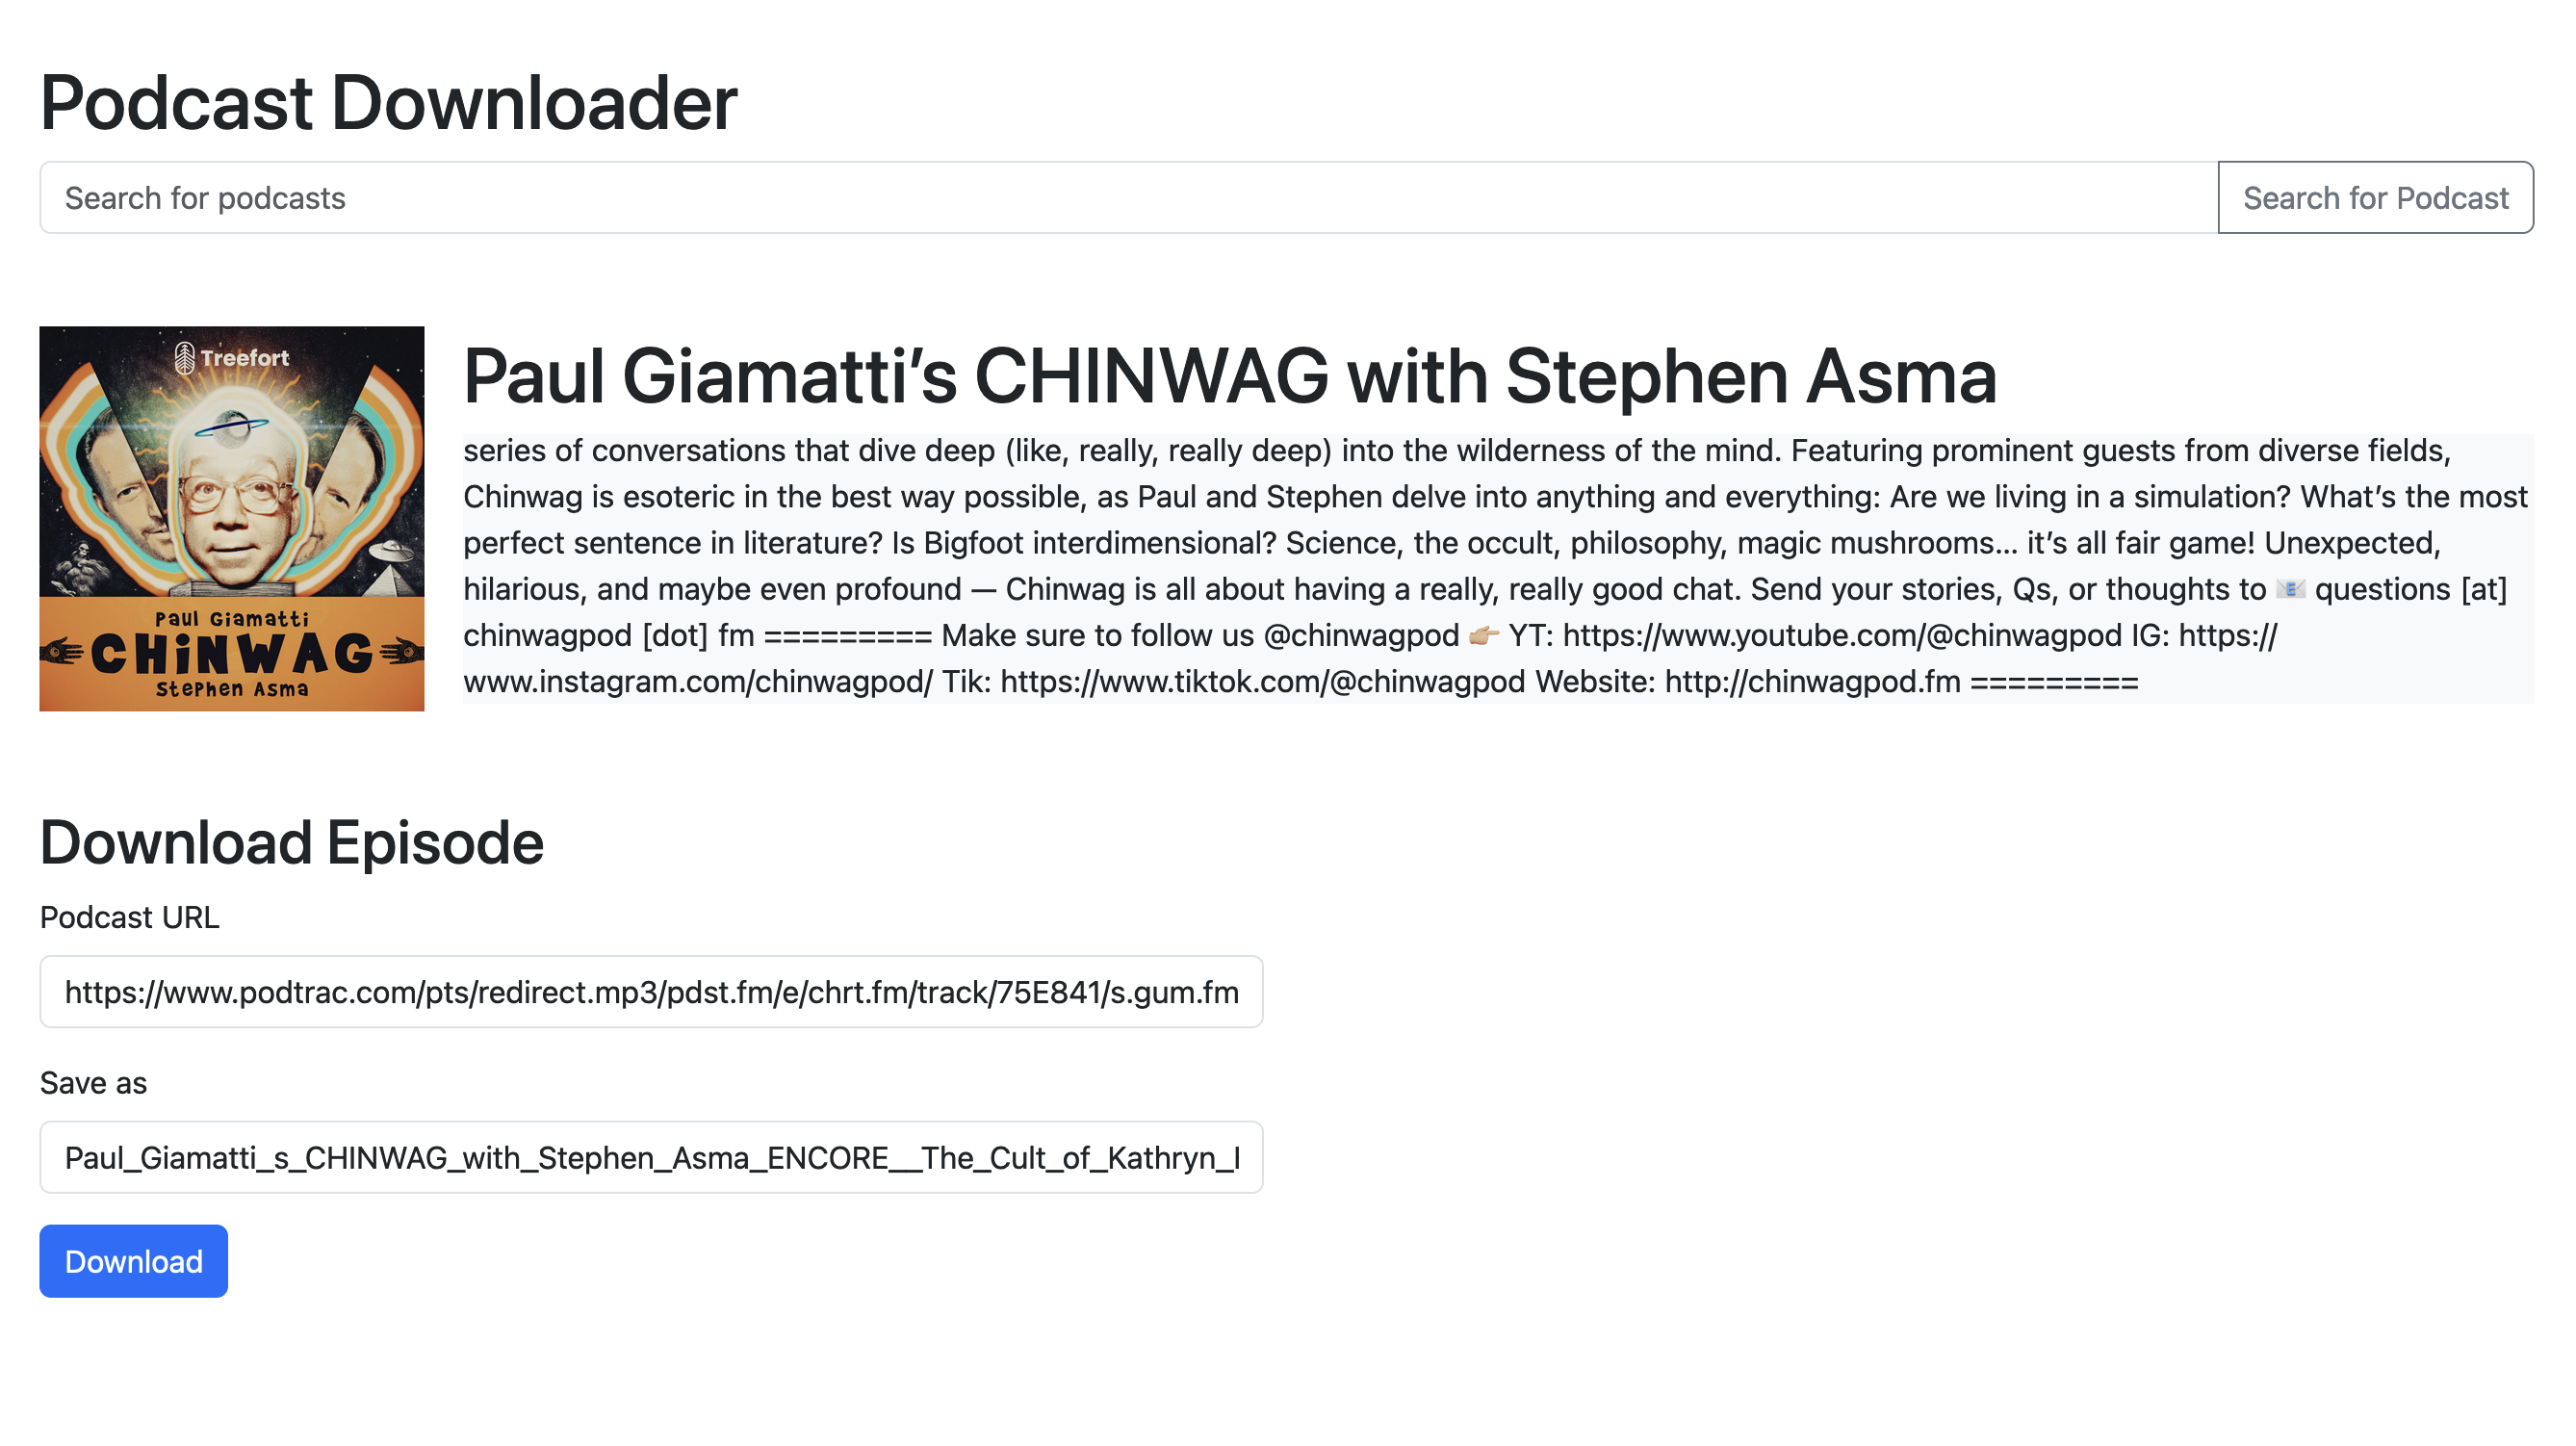 Podcast Downloader
Search for podcasts
Search for Podcast
Treefort
Paul Giamatti
CHINWAG
Stephen Asma
Paul Giamatti’s CHINWAG with Stephen Asma
series of conversations that dive deep (like, really, really deep) into the wilderness of the mind. Featuring prominent guests from diverse fields,
Chinwag is esoteric in the best way possible, as Paul and Stephen delve into anything and everything: Are we living in a simulation? What’s the most
perfect sentence in literature? Is Bigfoot interdimensional? Science, the occult, philosophy, magic mushrooms... it’s all fair game! Unexpected,
hilarious, and maybe even profound — Chinwag is all about having a really, really good chat. Send your stories, Qs, or thoughts to 📧 questions [at]
chinwagpod [dot] fm ========= Make sure to follow us @chinwagpod 👉🏼 YT: https://www.youtube.com/@chinwagpod IG: https://
www.instagram.com/chinwagpod/ Tik: https://www.tiktok.com/@chinwagpod Website: http://chinwagpod.fm =========
Download Episode
Podcast URL
https://www.podtrac.com/pts/redirect.mp3/pdst.fm/e/chrt.fm/track/75E841/s.gum.fm
Save as
Paul_Giamatti_s_CHINWAG_with_Stephen_Asma_ENCORE__The_Cult_of_Kathryn_
Download